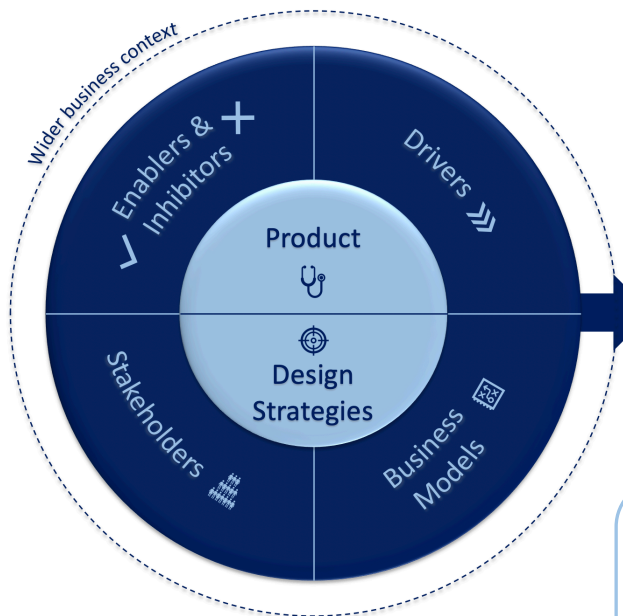 Wider business context
Enablers &
Inhibitors
Drivers
Product
Design
Strategies
Stakeholders
Business
Models